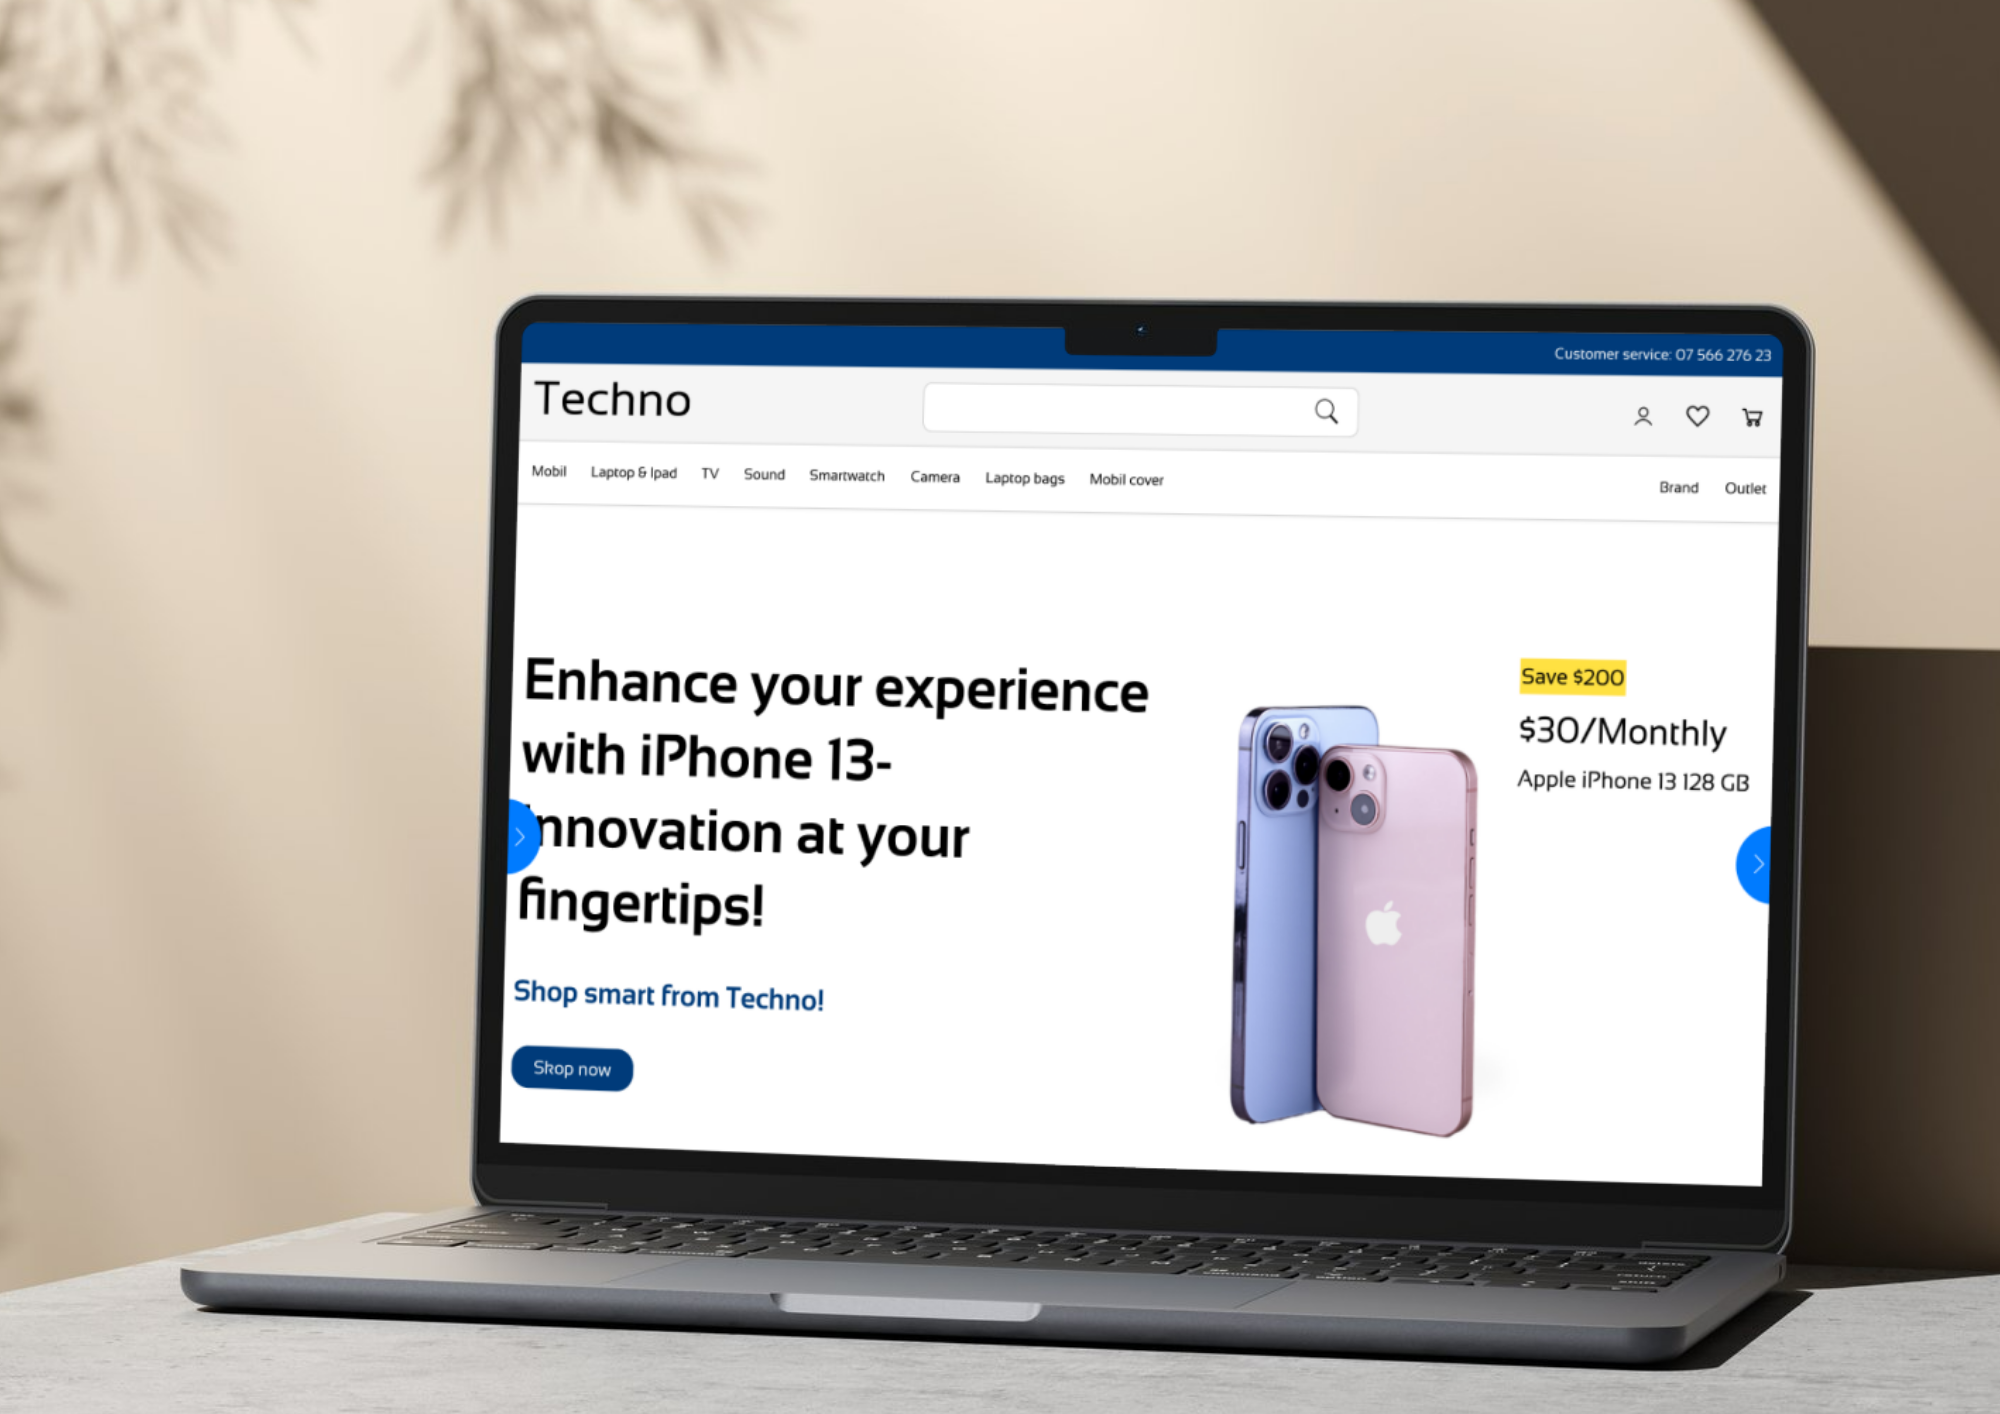 Customer service: 07 566 276 23
Techno
Mobil Laptop & Ipad TV Sound Smartwatch Camera Laptop bags Mobil cover Brand Outlet
Enhance your experience
with iPhone 13-
innovation at your
fingertips!
Save $200
$30/Monthly
Apple iPhone 13 128 GB
Shop smart from Techno!
Skop now